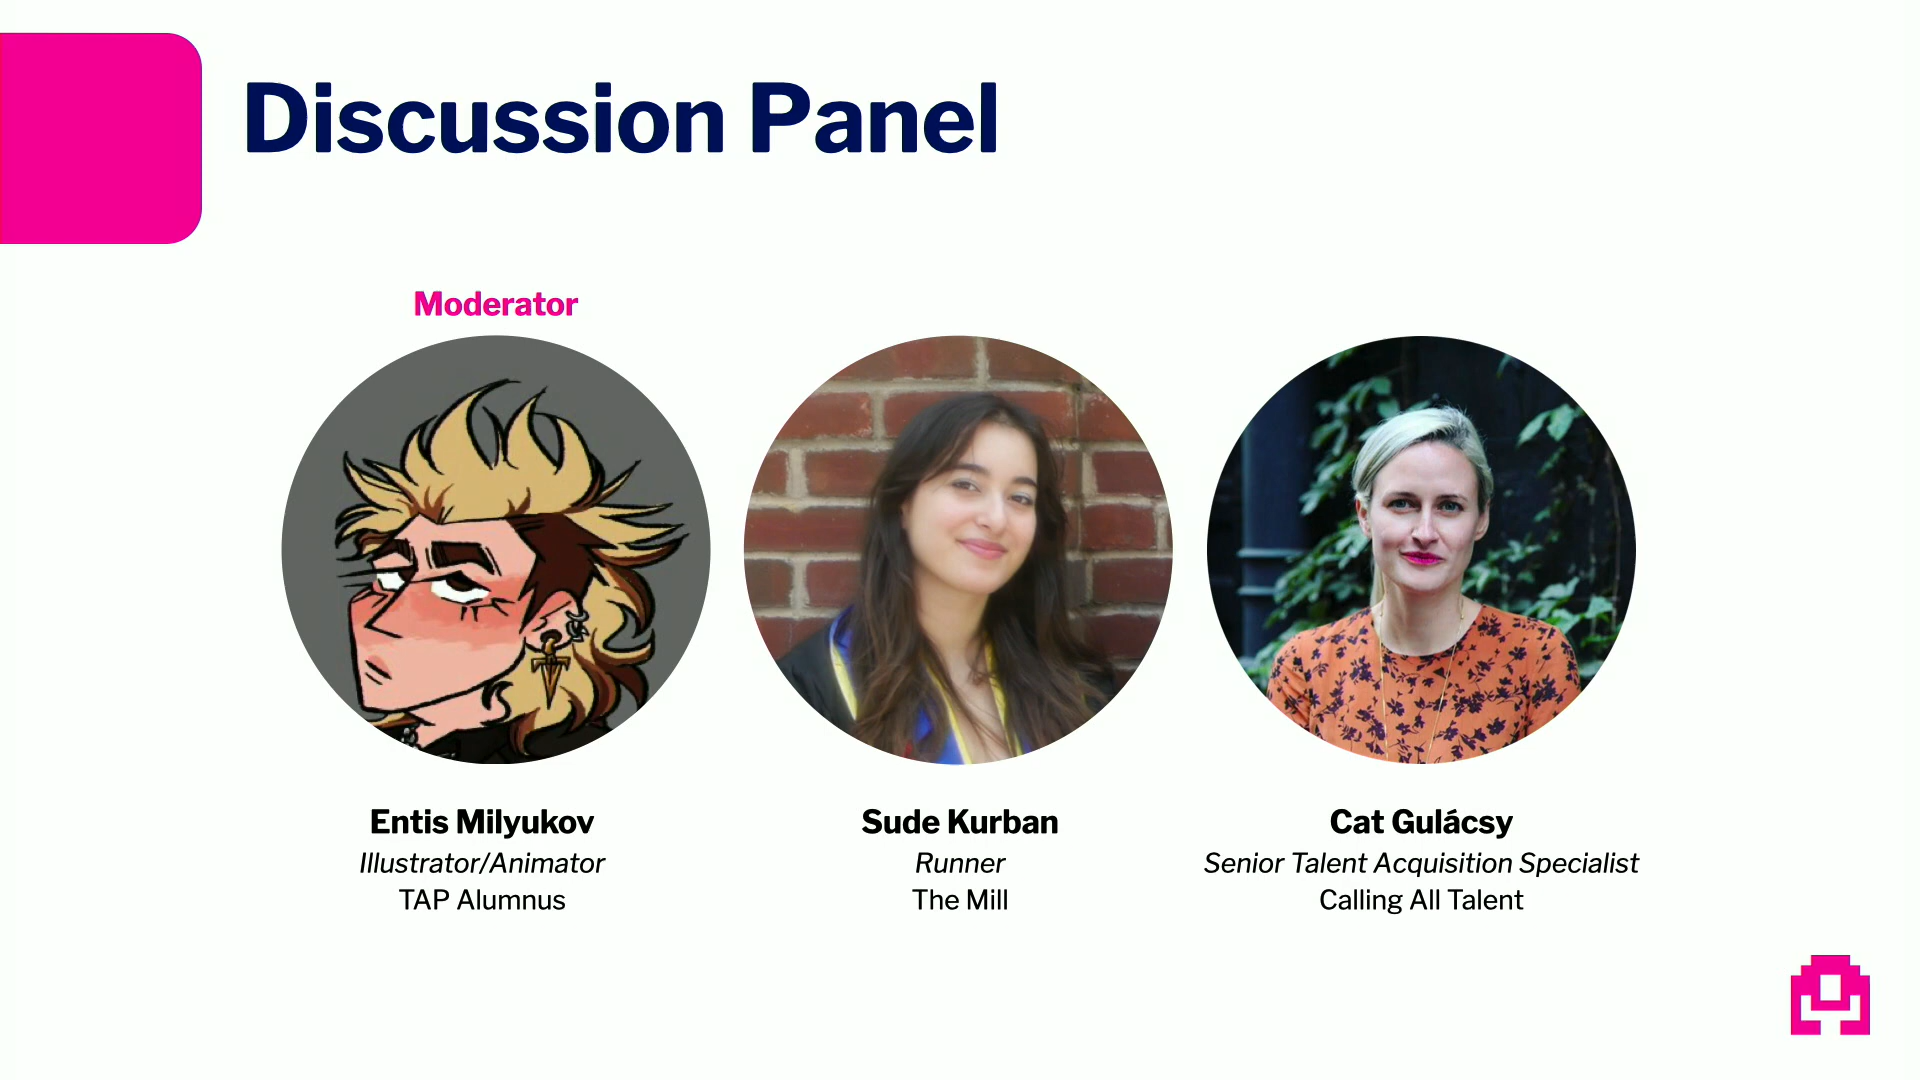 Discussion Panel
Moderator
Entis Milyukov
Illustrator/Animator
TAP Alumnus
Sude Kurban
Runner
The Mill
Cat Gulácsy
Senior Talent Acquisition Specialist
Calling All Talent